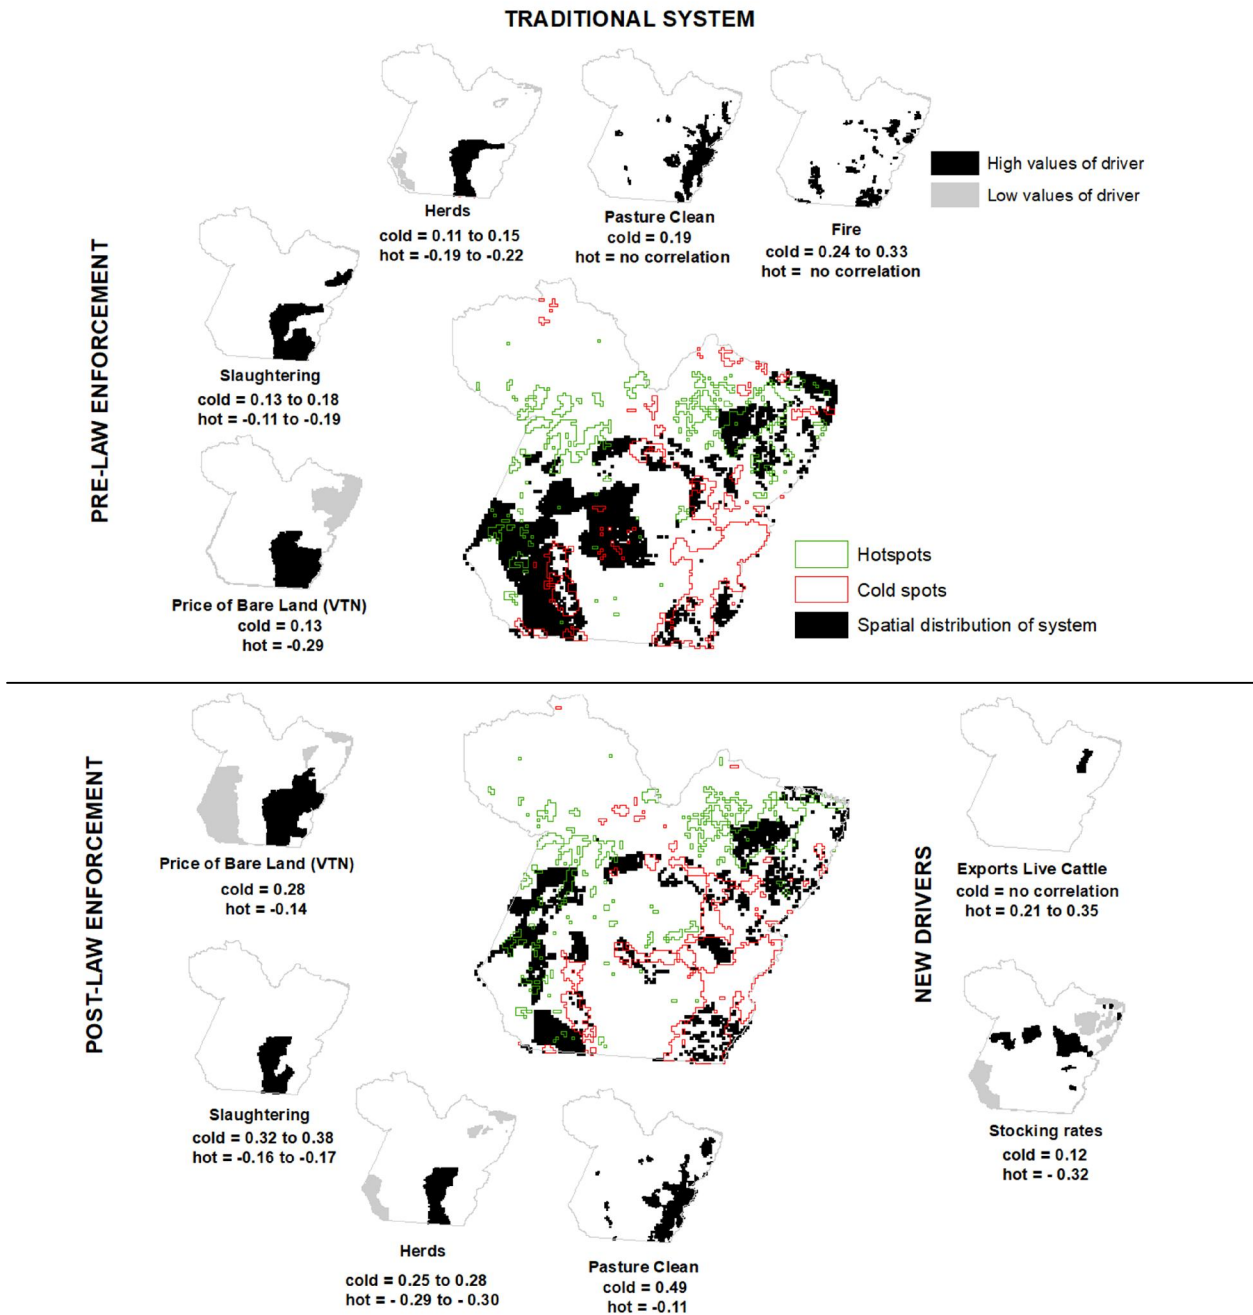 TRADITIONAL SYSTEM
PRE-LAW ENFORCEMENT
Herds
cold = 0.11 to 0.15
hot = -0.19 to -0.22
Pasture Clean
cold = 0.19
hot = no correlation
Fire
cold = 0.24 to 0.33
hot = no correlation
High values of driver
Low values of driver
Slaughtering
cold = 0.13 to 0.18
hot = -0.11 to -0.19
Price of Bare Land (VTN)
cold = 0.13
hot = -0.29
Hotspots
Cold spots
Spatial distribution of system
POST-LAW ENFORCEMENT
Price of Bare Land (VTN)
cold = 0.28
hot = -0.14
Slaughtering
cold = 0.32 to 0.38
hot = -0.16 to -0.17
Herds
cold = 0.25 to 0.28
hot = - 0.29 to - 0.30
Pasture Clean
cold = 0.49
hot = -0.11
NEW DRIVERS
Exports Live Cattle
cold = no correlation
hot = 0.21 to 0.35
Stocking rates
cold = 0.12
hot = - 0.32